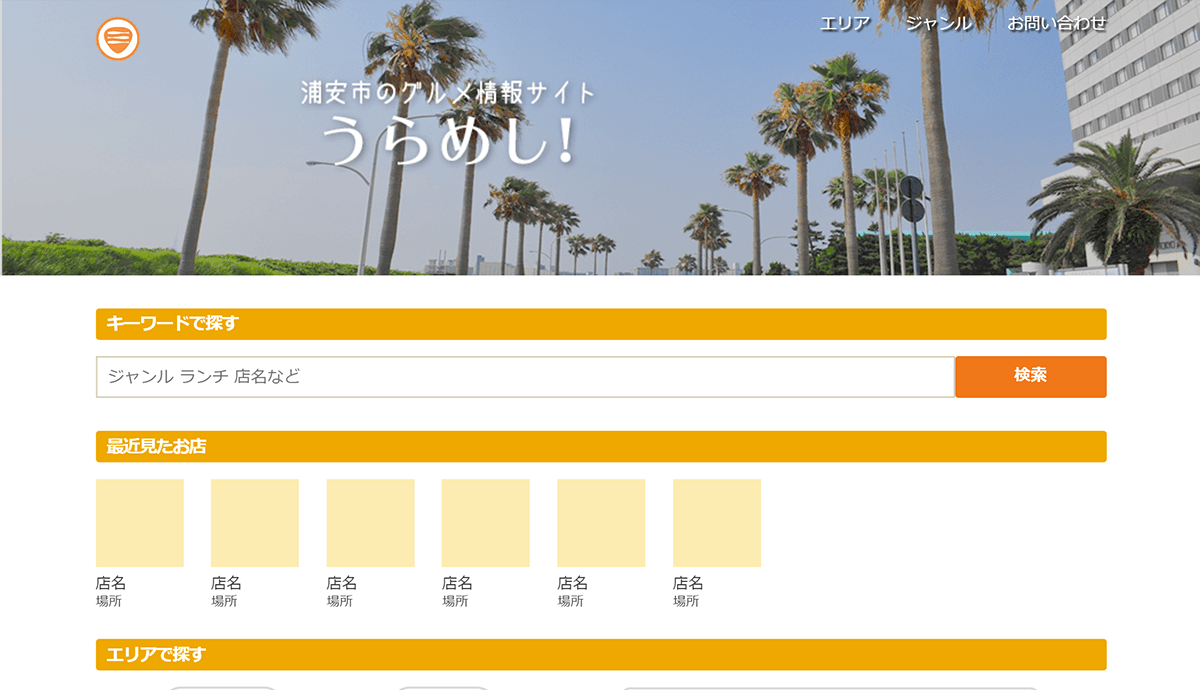 エリア ジャンル お問い合わせ
浦安市のグルメ情報サイト
うらめし!
キーワードで探す
ジャンル ランチ 店名など 検索
最近見たお店
店名 店名 店名 店名 店名 店名
場所 場所 場所 場所 場所 場所
エリアで探す